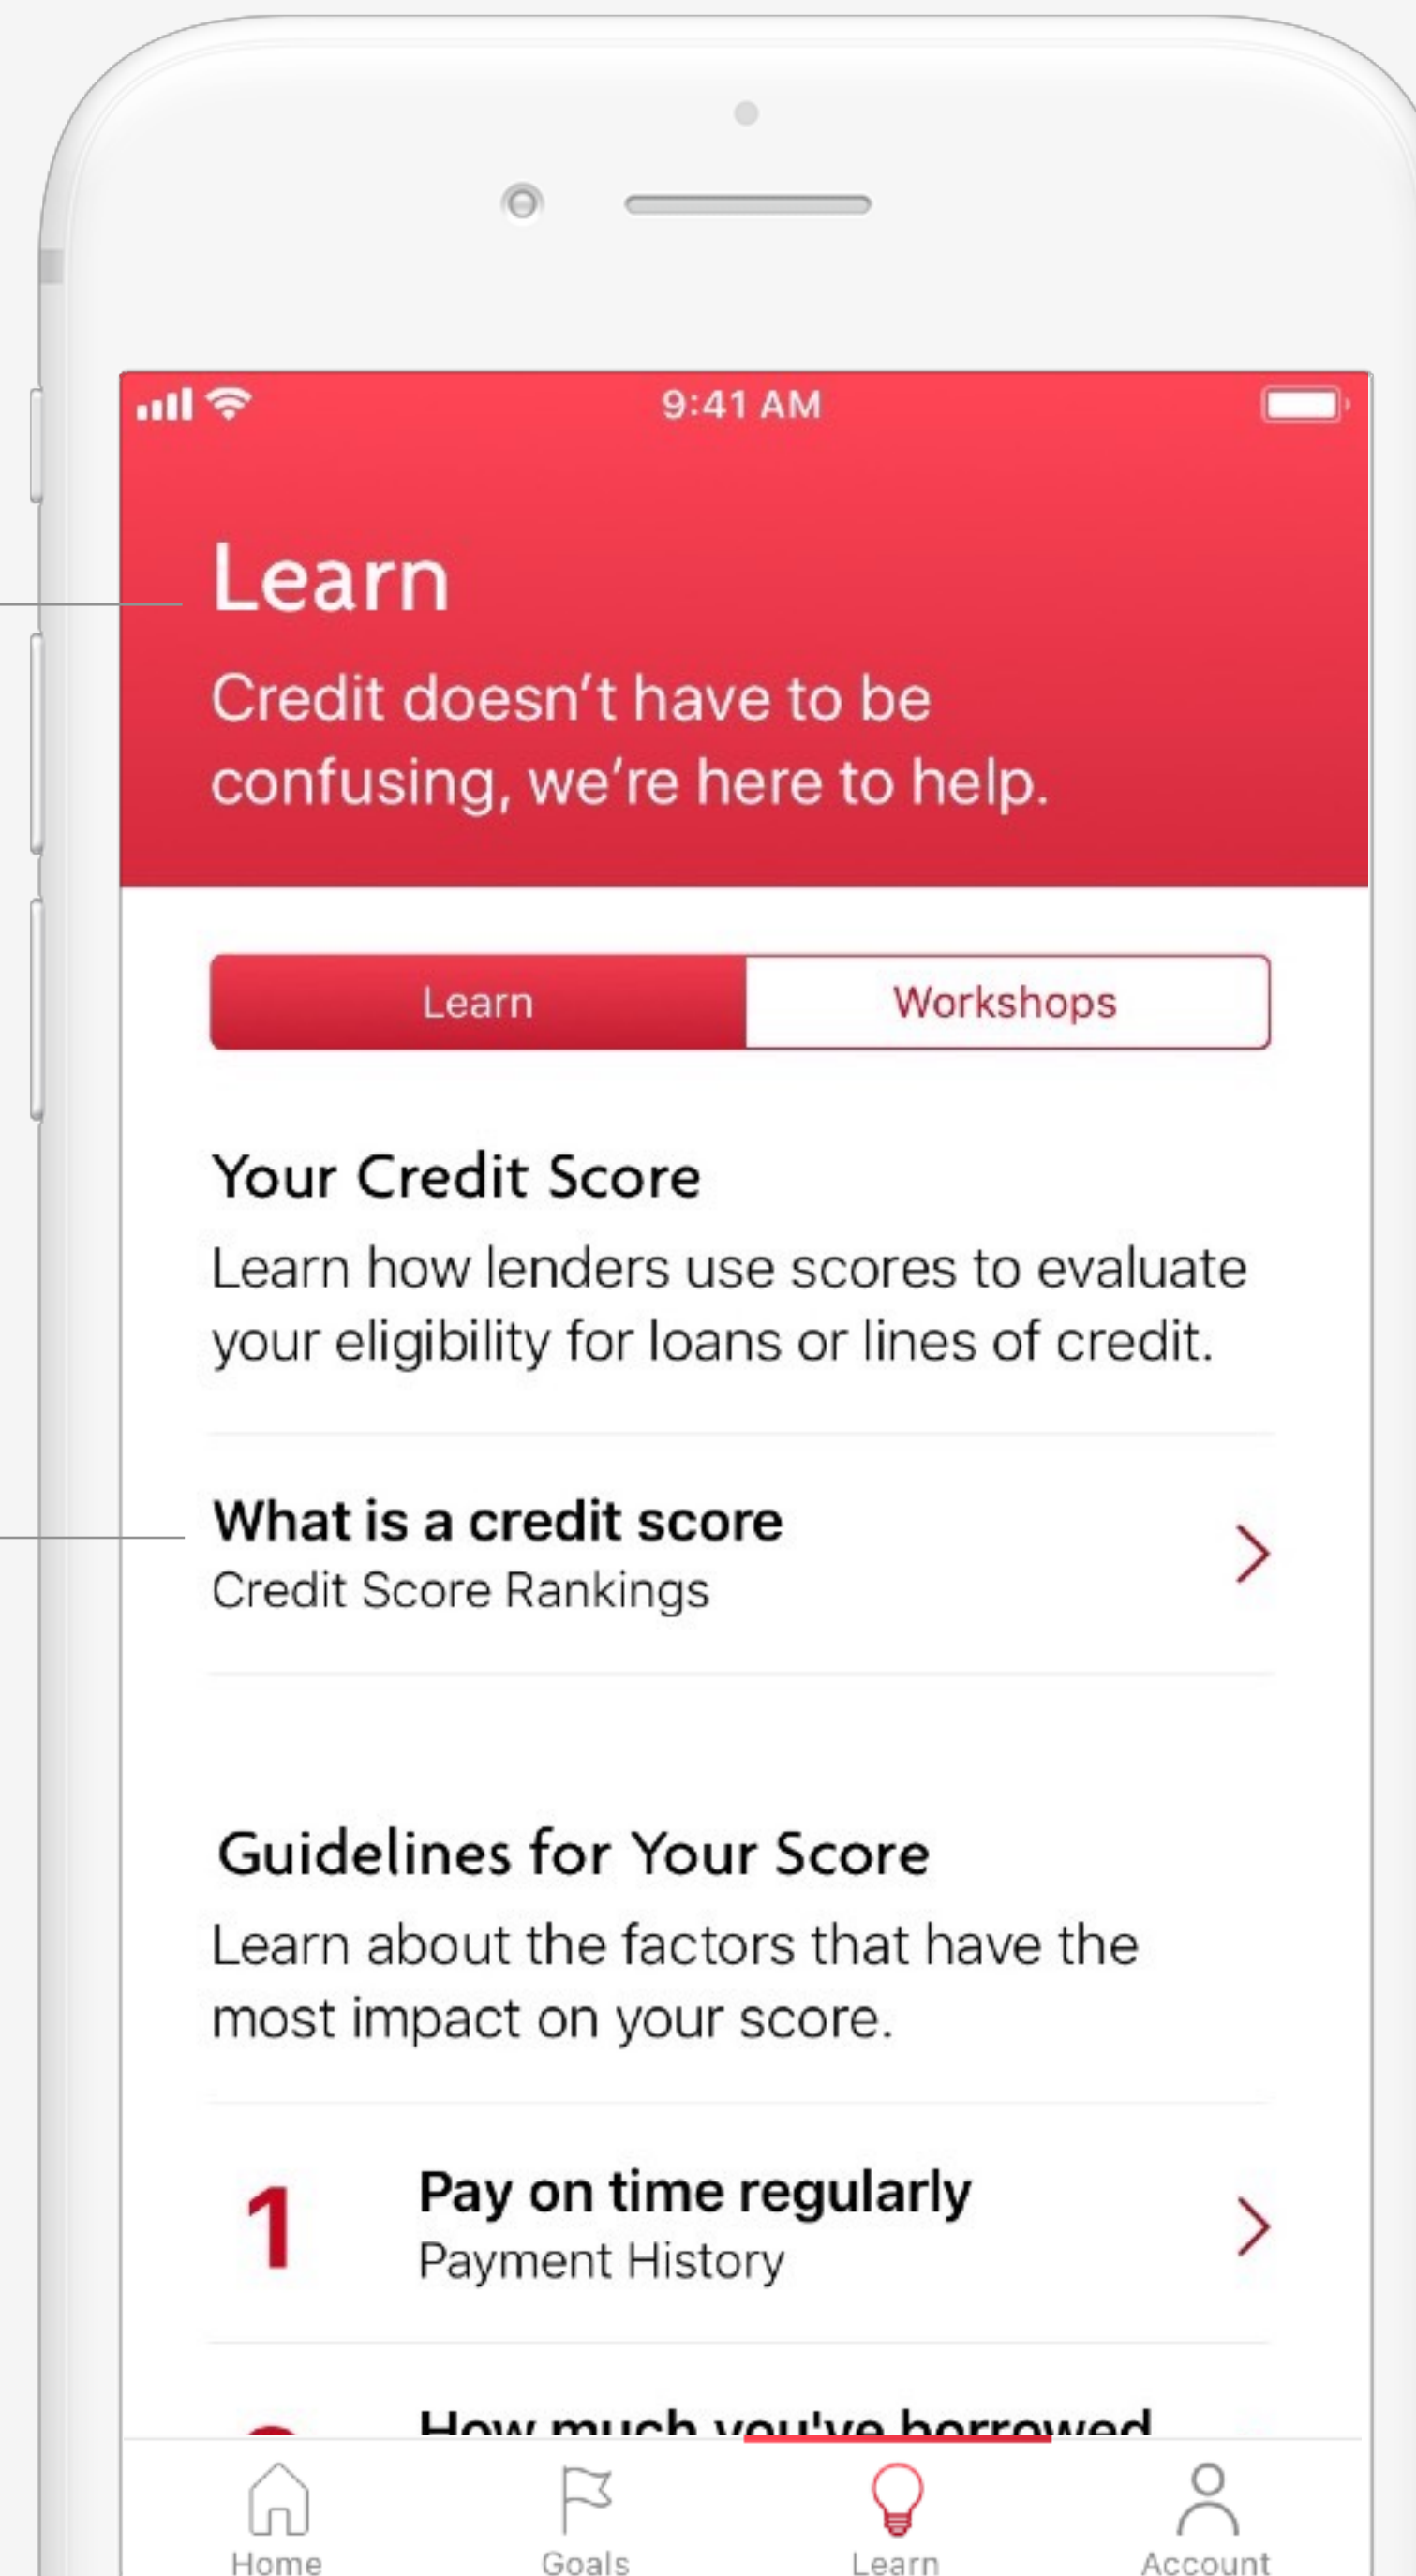 9:41 AM
Learn
Credit doesn’t have to be
confusing, we’re here to help.
Learn
Workshops
Your Credit Score
Learn how lenders use scores to evaluate
your eligibility for loans or lines of credit.
What is a credit score
Credit Score Rankings
Guidelines for Your Score
Learn about the factors that have the
most impact on your score.
1
Pay on time regularly
Payment History
How much you've borrowed
Home
Goals
Learn
Account